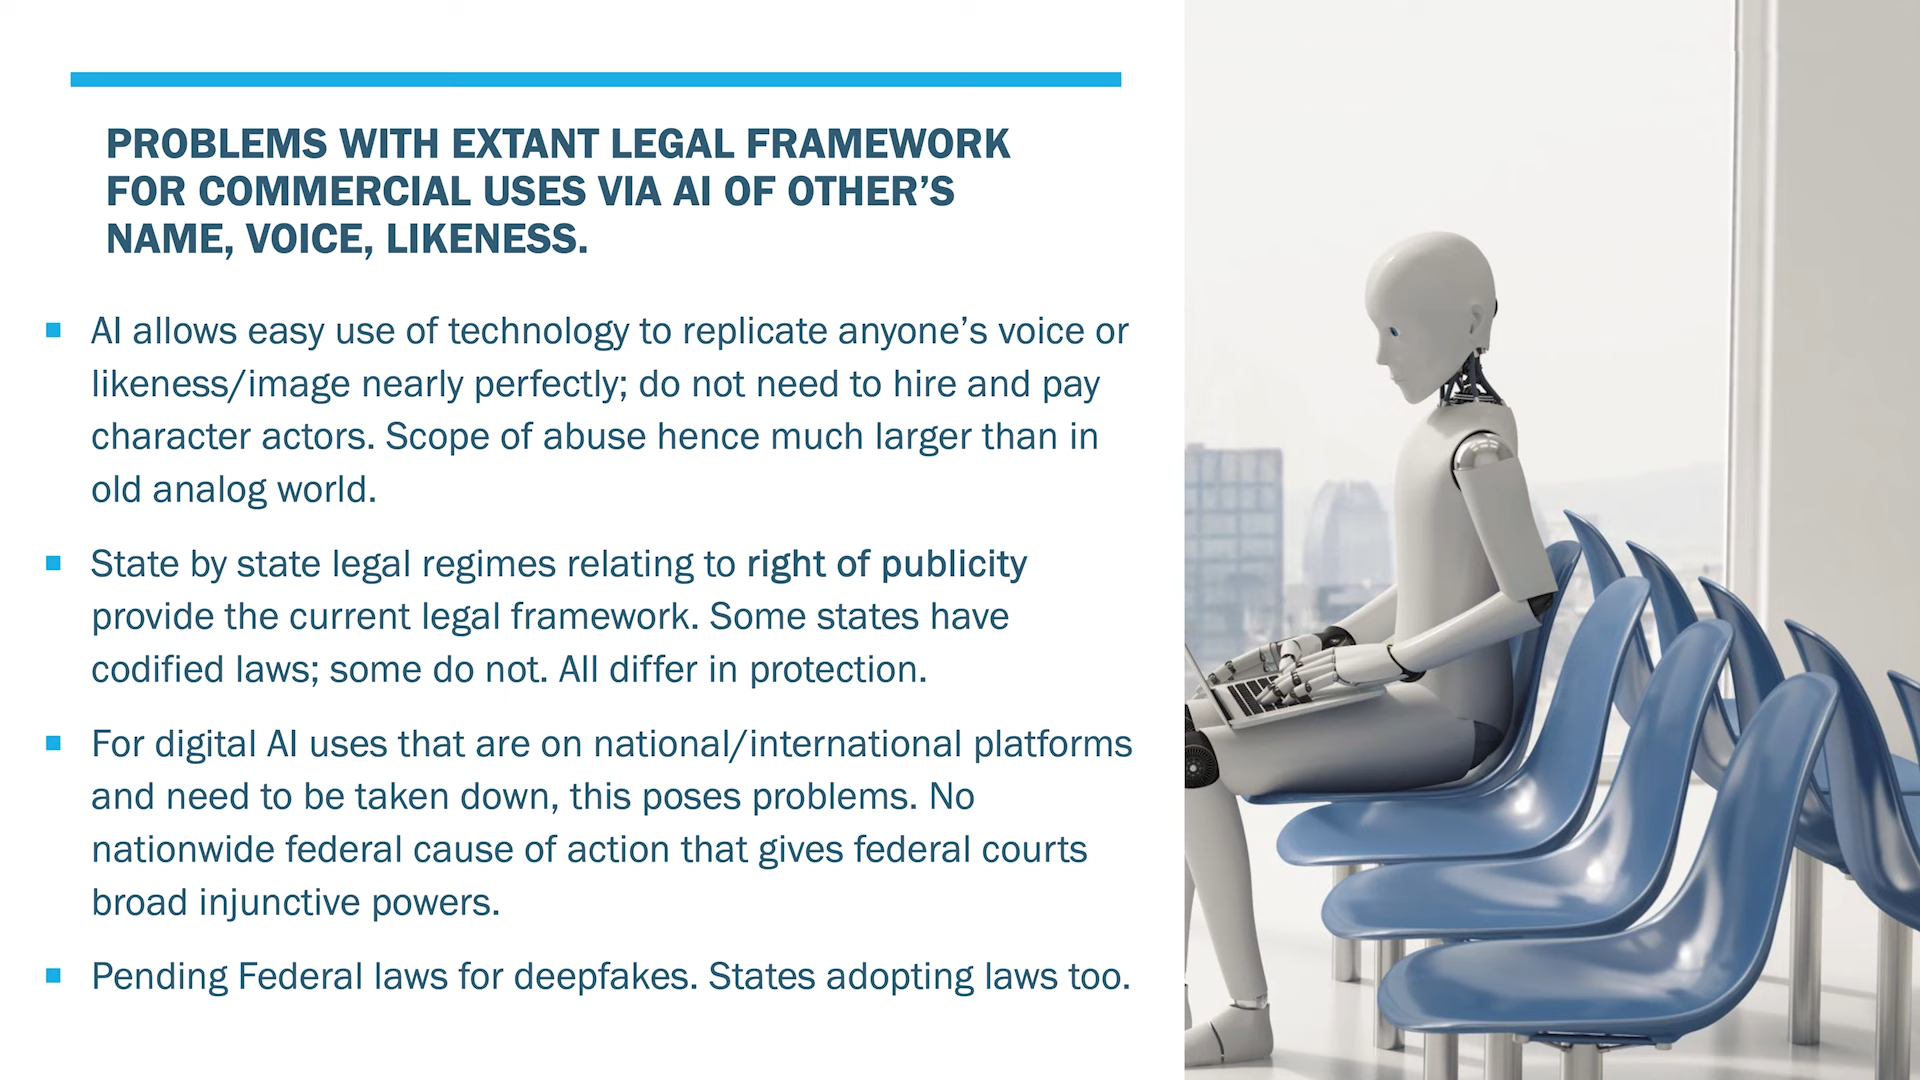 PROBLEMS WITH EXTANT LEGAL FRAMEWORK
FOR COMMERCIAL USES VIA AI OF OTHER’S
NAME, VOICE, LIKENESS.
AI allows easy use of technology to replicate anyone’s voice or
likeness/image nearly perfectly; do not need to hire and pay
character actors. Scope of abuse hence much larger than in
old analog world.
State by state legal regimes relating to right of publicity
provide the current legal framework. Some states have
codified laws; some do not. All differ in protection.
For digital AI uses that are on national/international platforms
and need to be taken down, this poses problems. No
nationwide federal cause of action that gives federal courts
broad injunctive powers.
Pending Federal laws for deepfakes. States adopting laws too.